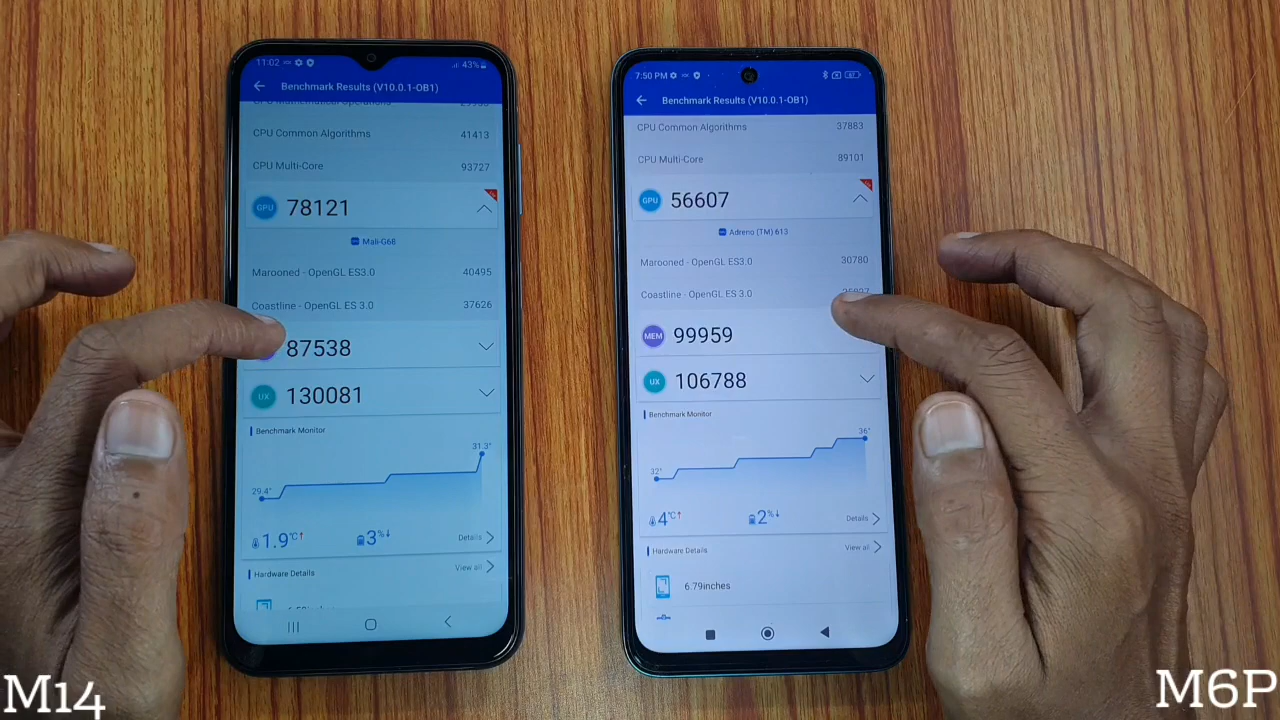 11:02
43%
Benchmark Results (V10.0.1-OB1)
CPU Mathematical Operations
CPU Common Algorithms 41413
CPU Multi-Core 93727
GPU 78121
Mali-G68
Marooned - OpenGL ES3.0 40495
Coastline - OpenGL ES 3.0 37626
87538
UX 130081
Benchmark Monitor
29.4°
31.3°
1.9°C↑
3%↓
Details
Hardware Details
View all
M14
7:50 PM
67
Benchmark Results (V10.0.1-OB1)
CPU Common Algorithms 37883
CPU Multi-Core 89101
GPU 56607
Adreno (TM) 613
Marooned - OpenGL ES3.0 30780
Coastline - OpenGL ES 3.0
MEM 99959
UX 106788
Benchmark Monitor
32°
36°
4°C↑
2%↓
Details
Hardware Details
View all
6.79inches
M6P